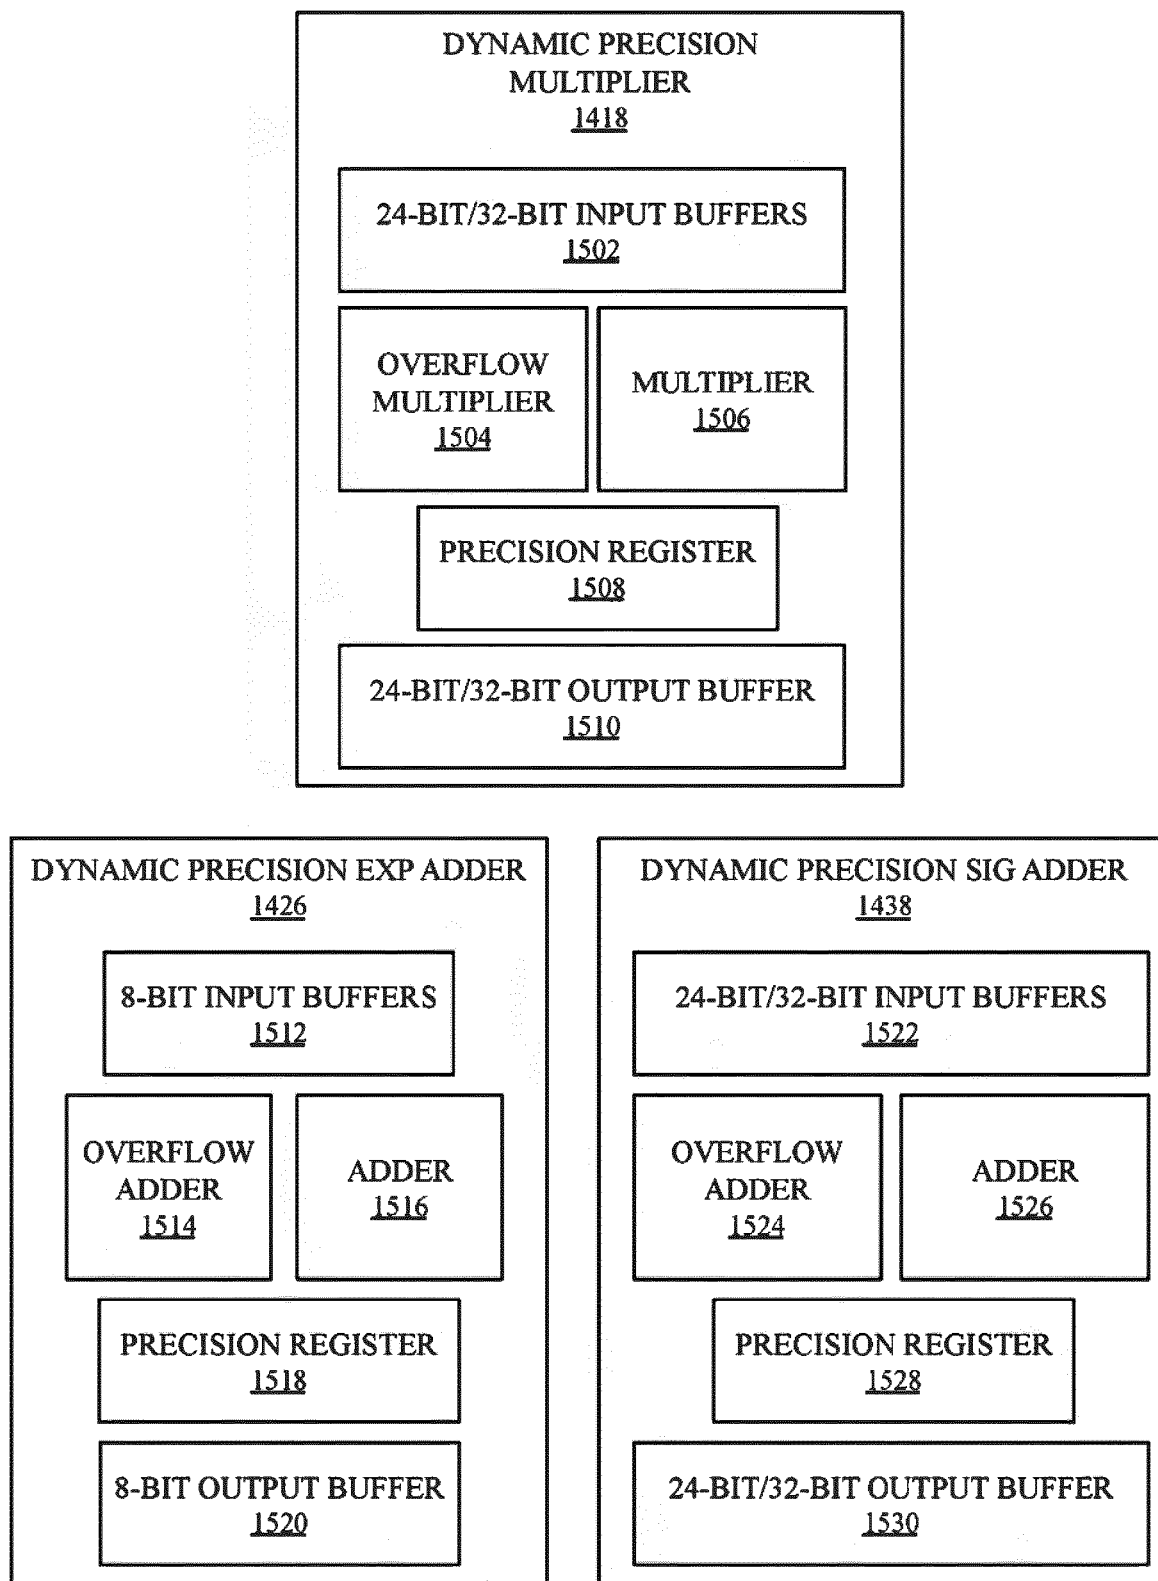 DYNAMIC PRECISION
MULTIPLIER
1418
24-BIT/32-BIT INPUT BUFFERS
1502
OVERFLOW
MULTIPLIER
1504
MULTIPLIER
1506
PRECISION REGISTER
1508
24-BIT/32-BIT OUTPUT BUFFER
1510
DYNAMIC PRECISION EXP ADDER
1426
8-BIT INPUT BUFFERS
1512
OVERFLOW
ADDER
1514
ADDER
1516
PRECISION REGISTER
1518
8-BIT OUTPUT BUFFER
1520
DYNAMIC PRECISION SIG ADDER
1438
24-BIT/32-BIT INPUT BUFFERS
1522
OVERFLOW
ADDER
1524
ADDER
1526
PRECISION REGISTER
1528
24-BIT/32-BIT OUTPUT BUFFER
1530